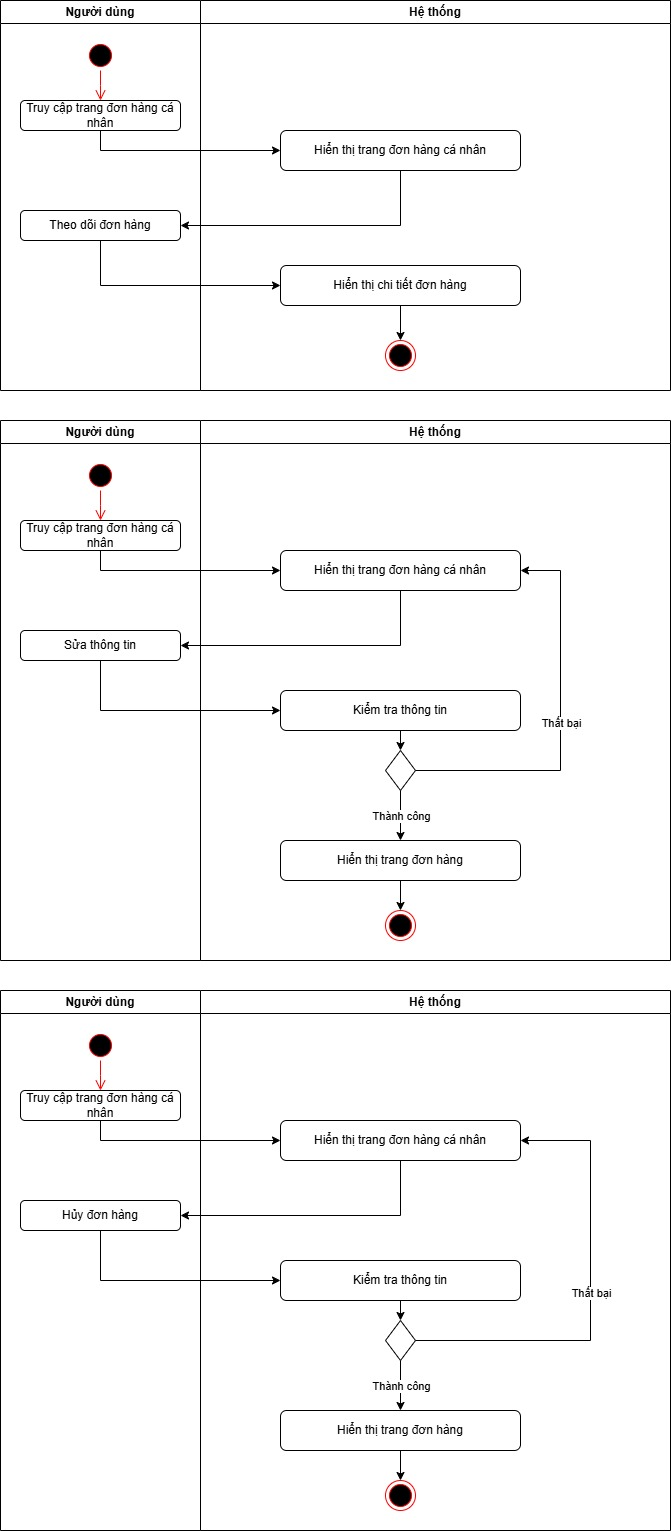 Người dùng
Hệ thống
Truy cập trang đơn hàng cá
nhân
Hiển thị trang đơn hàng cá nhân
Theo dõi đơn hàng
Hiển thị chi tiết đơn hàng
Người dùng
Hệ thống
Truy cập trang đơn hàng cá
nhân
Hiển thị trang đơn hàng cá nhân
Sửa thông tin
Kiểm tra thông tin
Thất bại
Thành công
Hiển thị trang đơn hàng
Người dùng
Hệ thống
Truy cập trang đơn hàng cá
nhân
Hiển thị trang đơn hàng cá nhân
Hủy đơn hàng
Kiểm tra thông tin
Thất bại
Thành công
Hiển thị trang đơn hàng